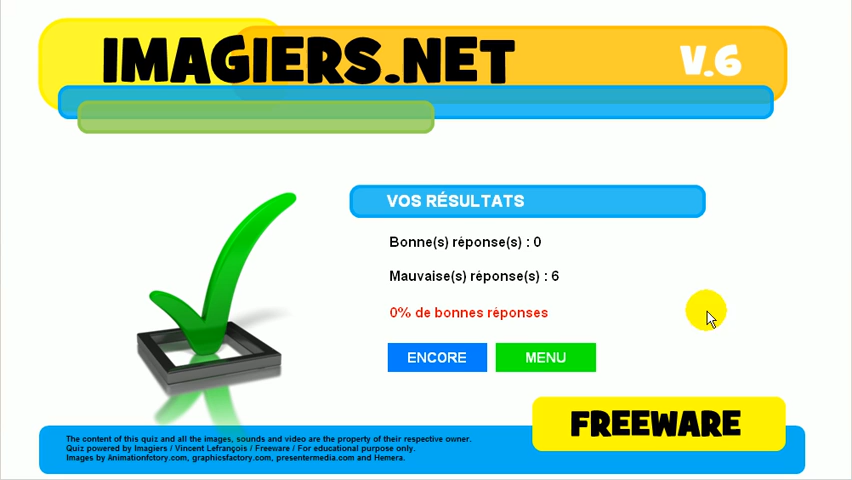 IMAGIERS.NET
V.6
VOS RÉSULTATS
Bonne(s) réponse(s) : 0
Mauvaise(s) réponse(s) : 6
0% de bonnes réponses
ENCORE
MENU
FREEWARE
The content of this quiz and all the images, sounds and video are the property of their respective owner.
Quiz powered by Imagiers / Vincent Lefrançois / Freeware / For educational purpose only.
Images by Animationfctory.com, graphicsfactory.com, presentermedia.com and Hemera.